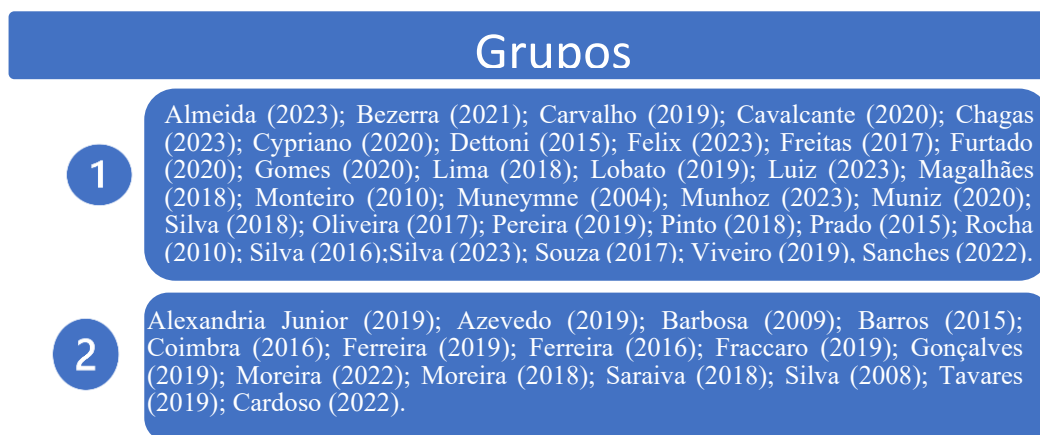 Grupos
1
Almeida (2023); Bezerra (2021); Carvalho (2019); Cavalcante (2020); Chagas
(2023); Cypriano (2020); Dettoni (2015); Felix (2023); Freitas (2017); Furtado
(2020); Gomes (2020); Lima (2018); Lobato (2019); Luiz (2023); Magalhães
(2018); Monteiro (2010); Muneymne (2004); Munhoz (2023); Muniz (2020);
Silva (2018); Oliveira (2017); Pereira (2019); Pinto (2018); Prado (2015); Rocha
(2010); Silva (2016);Silva (2023); Souza (2017); Viveiro (2019), Sanches (2022).
2
Alexandria Junior (2019); Azevedo (2019); Barbosa (2009); Barros (2015);
Coimbra (2016); Ferreira (2019); Ferreira (2016); Fraccaro (2019); Gonçalves
(2019); Moreira (2022); Moreira (2018); Saraiva (2018); Silva (2008); Tavares
(2019); Cardoso (2022).